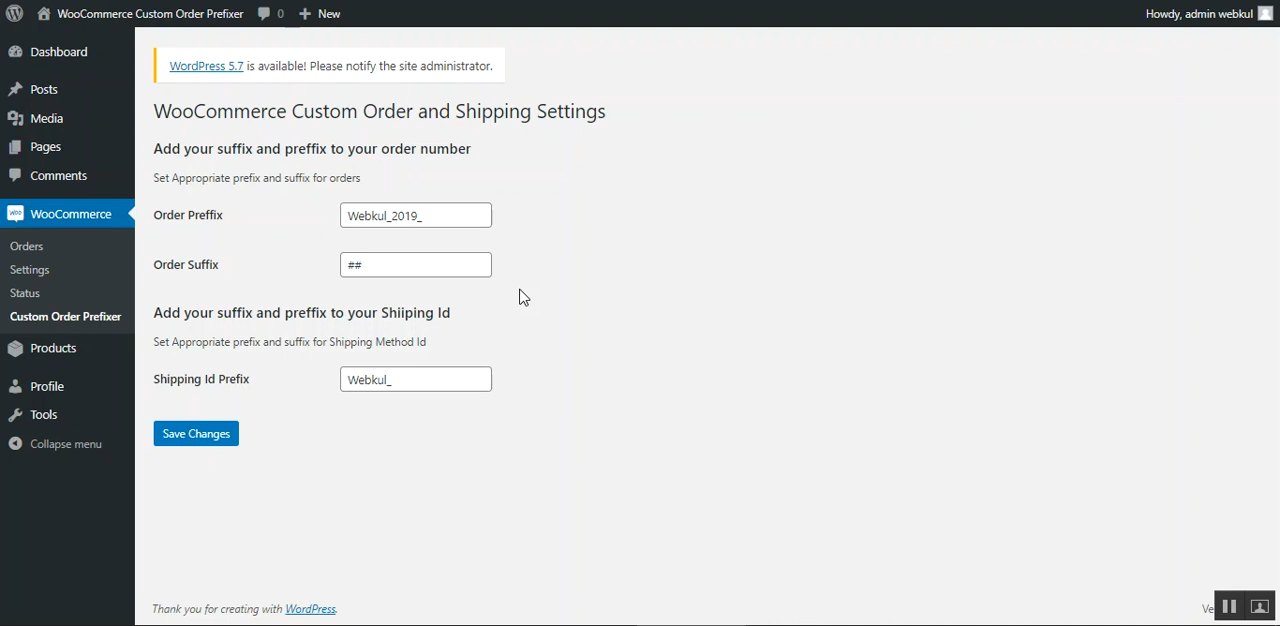 WooCommerce Custom Order Prefixer 0 New Howdy, admin webkul
Dashboard
Posts
Media
Pages
Comments
WooCommerce
Orders
Settings
Status
Custom Order Prefixer
Products
Profile
Tools
Collapse menu
WordPress 5.7 is available! Please notify the site administrator.
WooCommerce Custom Order and Shipping Settings
Add your suffix and preffix to your order number
Set Appropriate prefix and suffix for orders
Order Preffix Webkul_2019_
Order Suffix ##
Add your suffix and preffix to your Shiiping Id
Set Appropriate prefix and suffix for Shipping Method Id
Shipping Id Prefix Webkul_
Save Changes
Thank you for creating with WordPress.